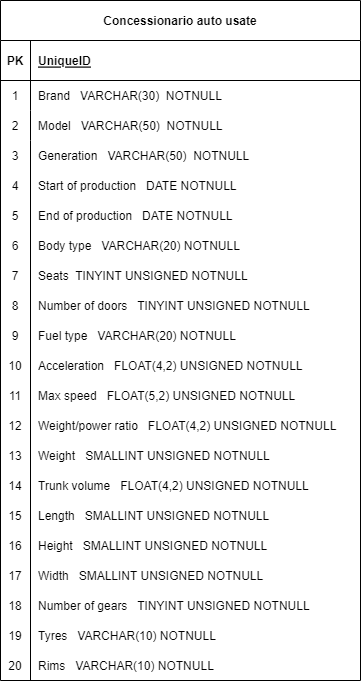 Concessionario auto usate
PK UniqueID
1 Brand VARCHAR(30) NOTNULL
2 Model VARCHAR(50) NOTNULL
3 Generation VARCHAR(50) NOTNULL
4 Start of production DATE NOTNULL
5 End of production DATE NOTNULL
6 Body type VARCHAR(20) NOTNULL
7 Seats TINYINT UNSIGNED NOTNULL
8 Number of doors TINYINT UNSIGNED NOTNULL
9 Fuel type VARCHAR(20) NOTNULL
10 Acceleration FLOAT(4,2) UNSIGNED NOTNULL
11 Max speed FLOAT(5,2) UNSIGNED NOTNULL
12 Weight/power ratio FLOAT(4,2) UNSIGNED NOTNULL
13 Weight SMALLINT UNSIGNED NOTNULL
14 Trunk volume FLOAT(4,2) UNSIGNED NOTNULL
15 Length SMALLINT UNSIGNED NOTNULL
16 Height SMALLINT UNSIGNED NOTNULL
17 Width SMALLINT UNSIGNED NOTNULL
18 Number of gears TINYINT UNSIGNED NOTNULL
19 Tyres VARCHAR(10) NOTNULL
20 Rims VARCHAR(10) NOTNULL